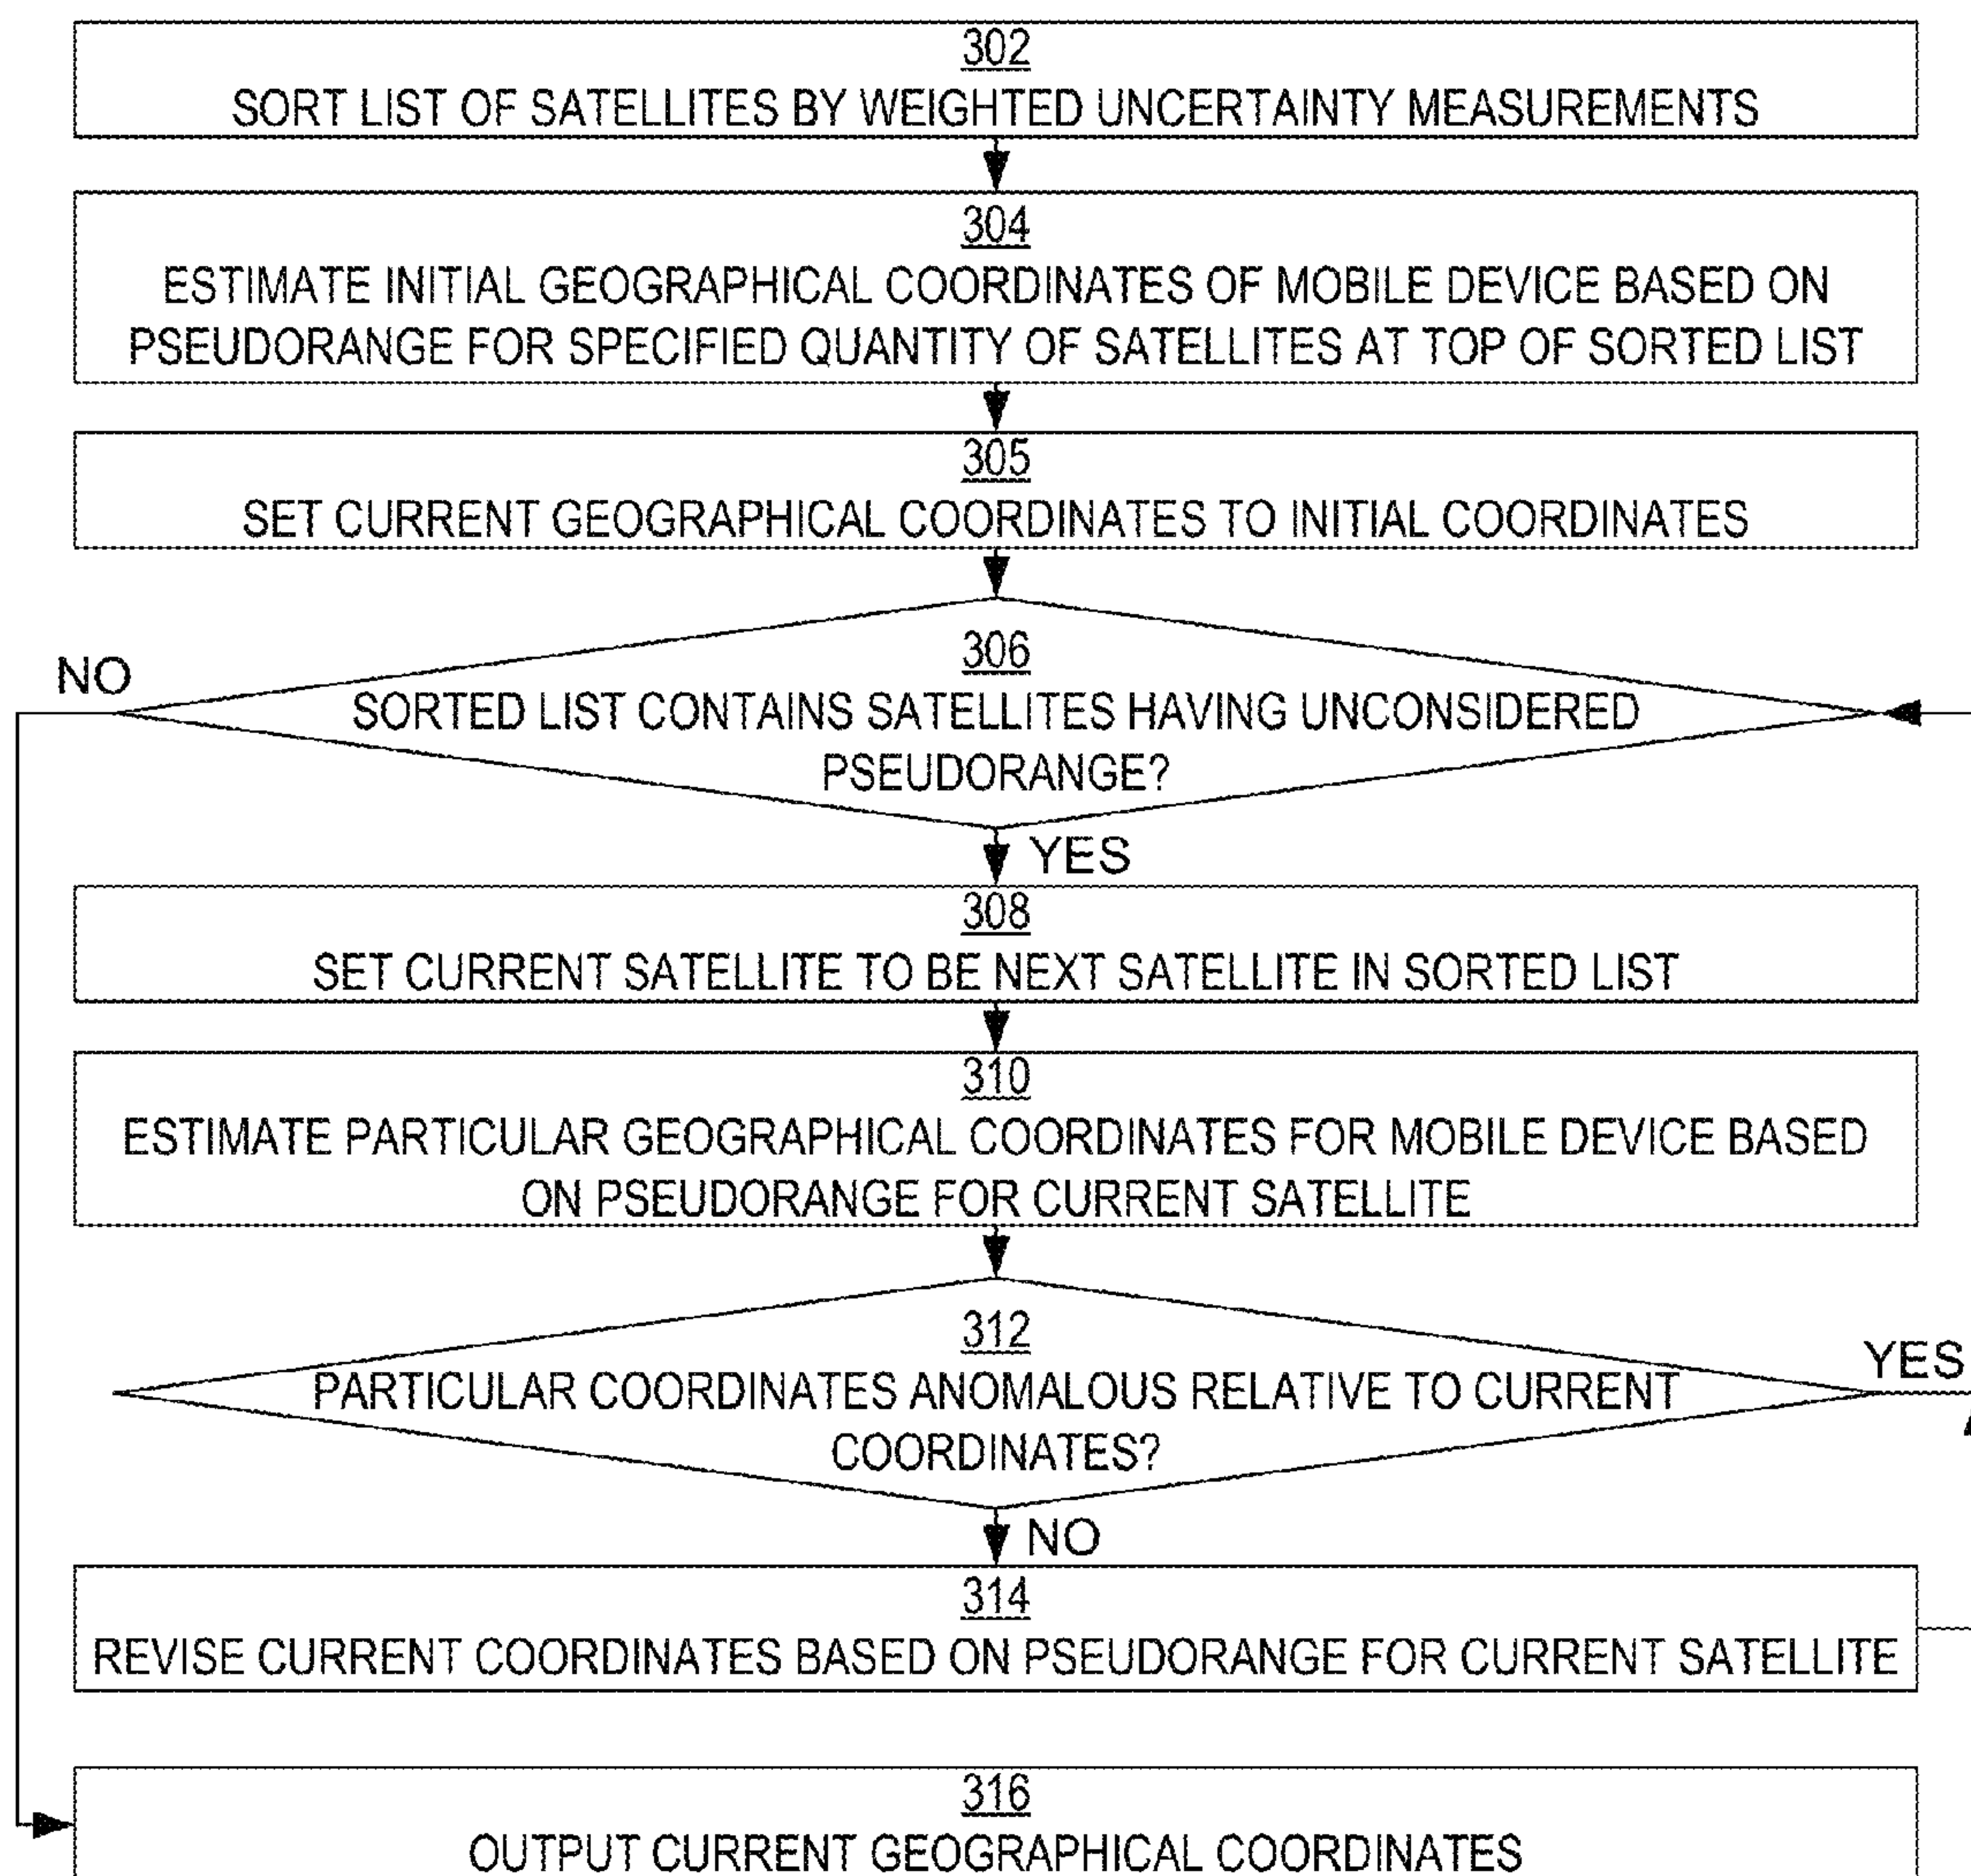 302
SORT LIST OF SATELLITES BY WEIGHTED UNCERTAINTY MEASUREMENTS
304
ESTIMATE INITIAL GEOGRAPHICAL COORDINATES OF MOBILE DEVICE BASED ON
PSEUDORANGE FOR SPECIFIED QUANTITY OF SATELLITES AT TOP OF SORTED LIST
305
SET CURRENT GEOGRAPHICAL COORDINATES TO INITIAL COORDINATES
306
NO
SORTED LIST CONTAINS SATELLITES HAVING UNCONSIDERED
PSEUDORANGE?
YES
308
SET CURRENT SATELLITE TO BE NEXT SATELLITE IN SORTED LIST
310
ESTIMATE PARTICULAR GEOGRAPHICAL COORDINATES FOR MOBILE DEVICE BASED
ON PSEUDORANGE FOR CURRENT SATELLITE
312
YES
PARTICULAR COORDINATES ANOMALOUS RELATIVE TO CURRENT
COORDINATES?
NO
314
REVISE CURRENT COORDINATES BASED ON PSEUDORANGE FOR CURRENT SATELLITE
316
OUTPUT CURRENT GEOGRAPHICAL COORDINATES